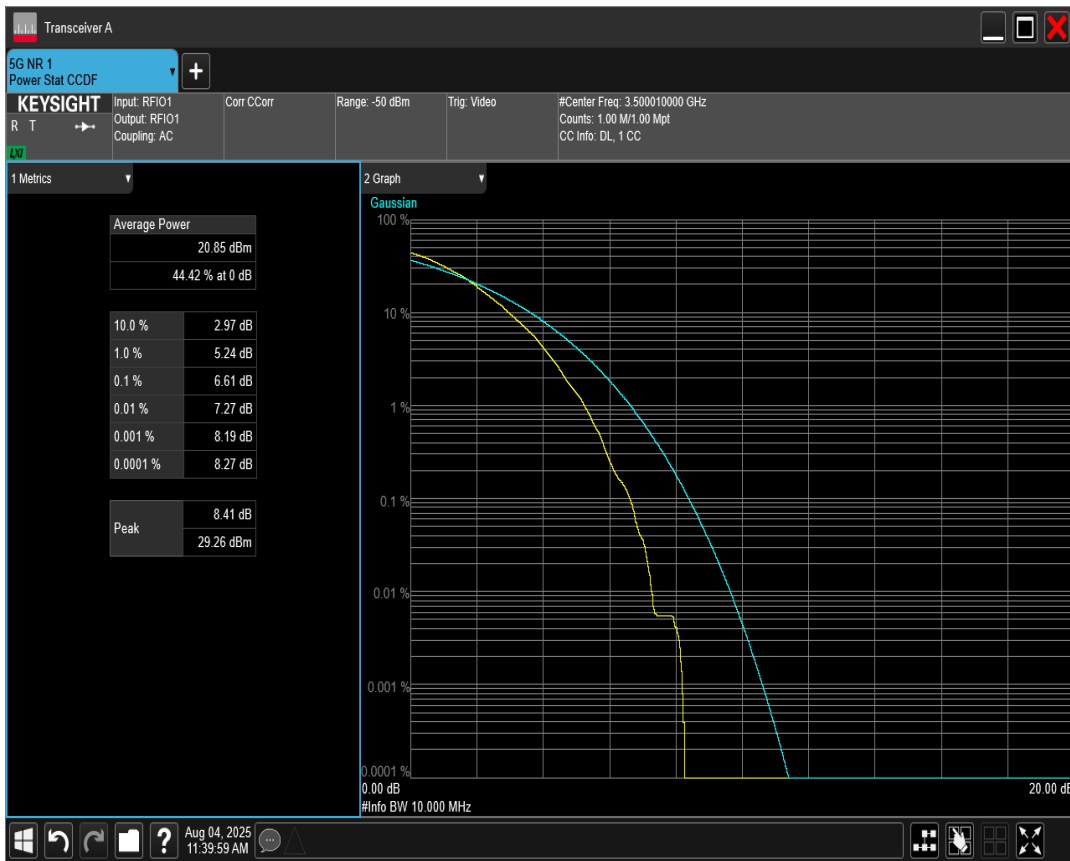 Transceiver A
5G NR 1
Power Stat CCDF
KEYSIGHT
R T
LXI
Input: RFIO1
Output: RFIO1
Coupling: AC
Corr CCorr
Range: -50 dBm
Trig: Video
#Center Freq: 3.500010000 GHz
Counts: 1.00 M/1.00 Mpt
CC Info: DL, 1 CC
1 Metrics
Average Power
20.85 dBm
44.42 % at 0 dB
10.0 % 2.97 dB
1.0 % 5.24 dB
0.1 % 6.61 dB
0.01 % 7.27 dB
0.001 % 8.19 dB
0.0001 % 8.27 dB
Peak 8.41 dB
29.26 dBm
2 Graph
Gaussian
100 %
10 %
1 %
0.1 %
0.01 %
0.001 %
0.0001 %
0.00 dB 20.00 dB
#Info BW 10.000 MHz
Aug 04, 2025
11:39:59 AM